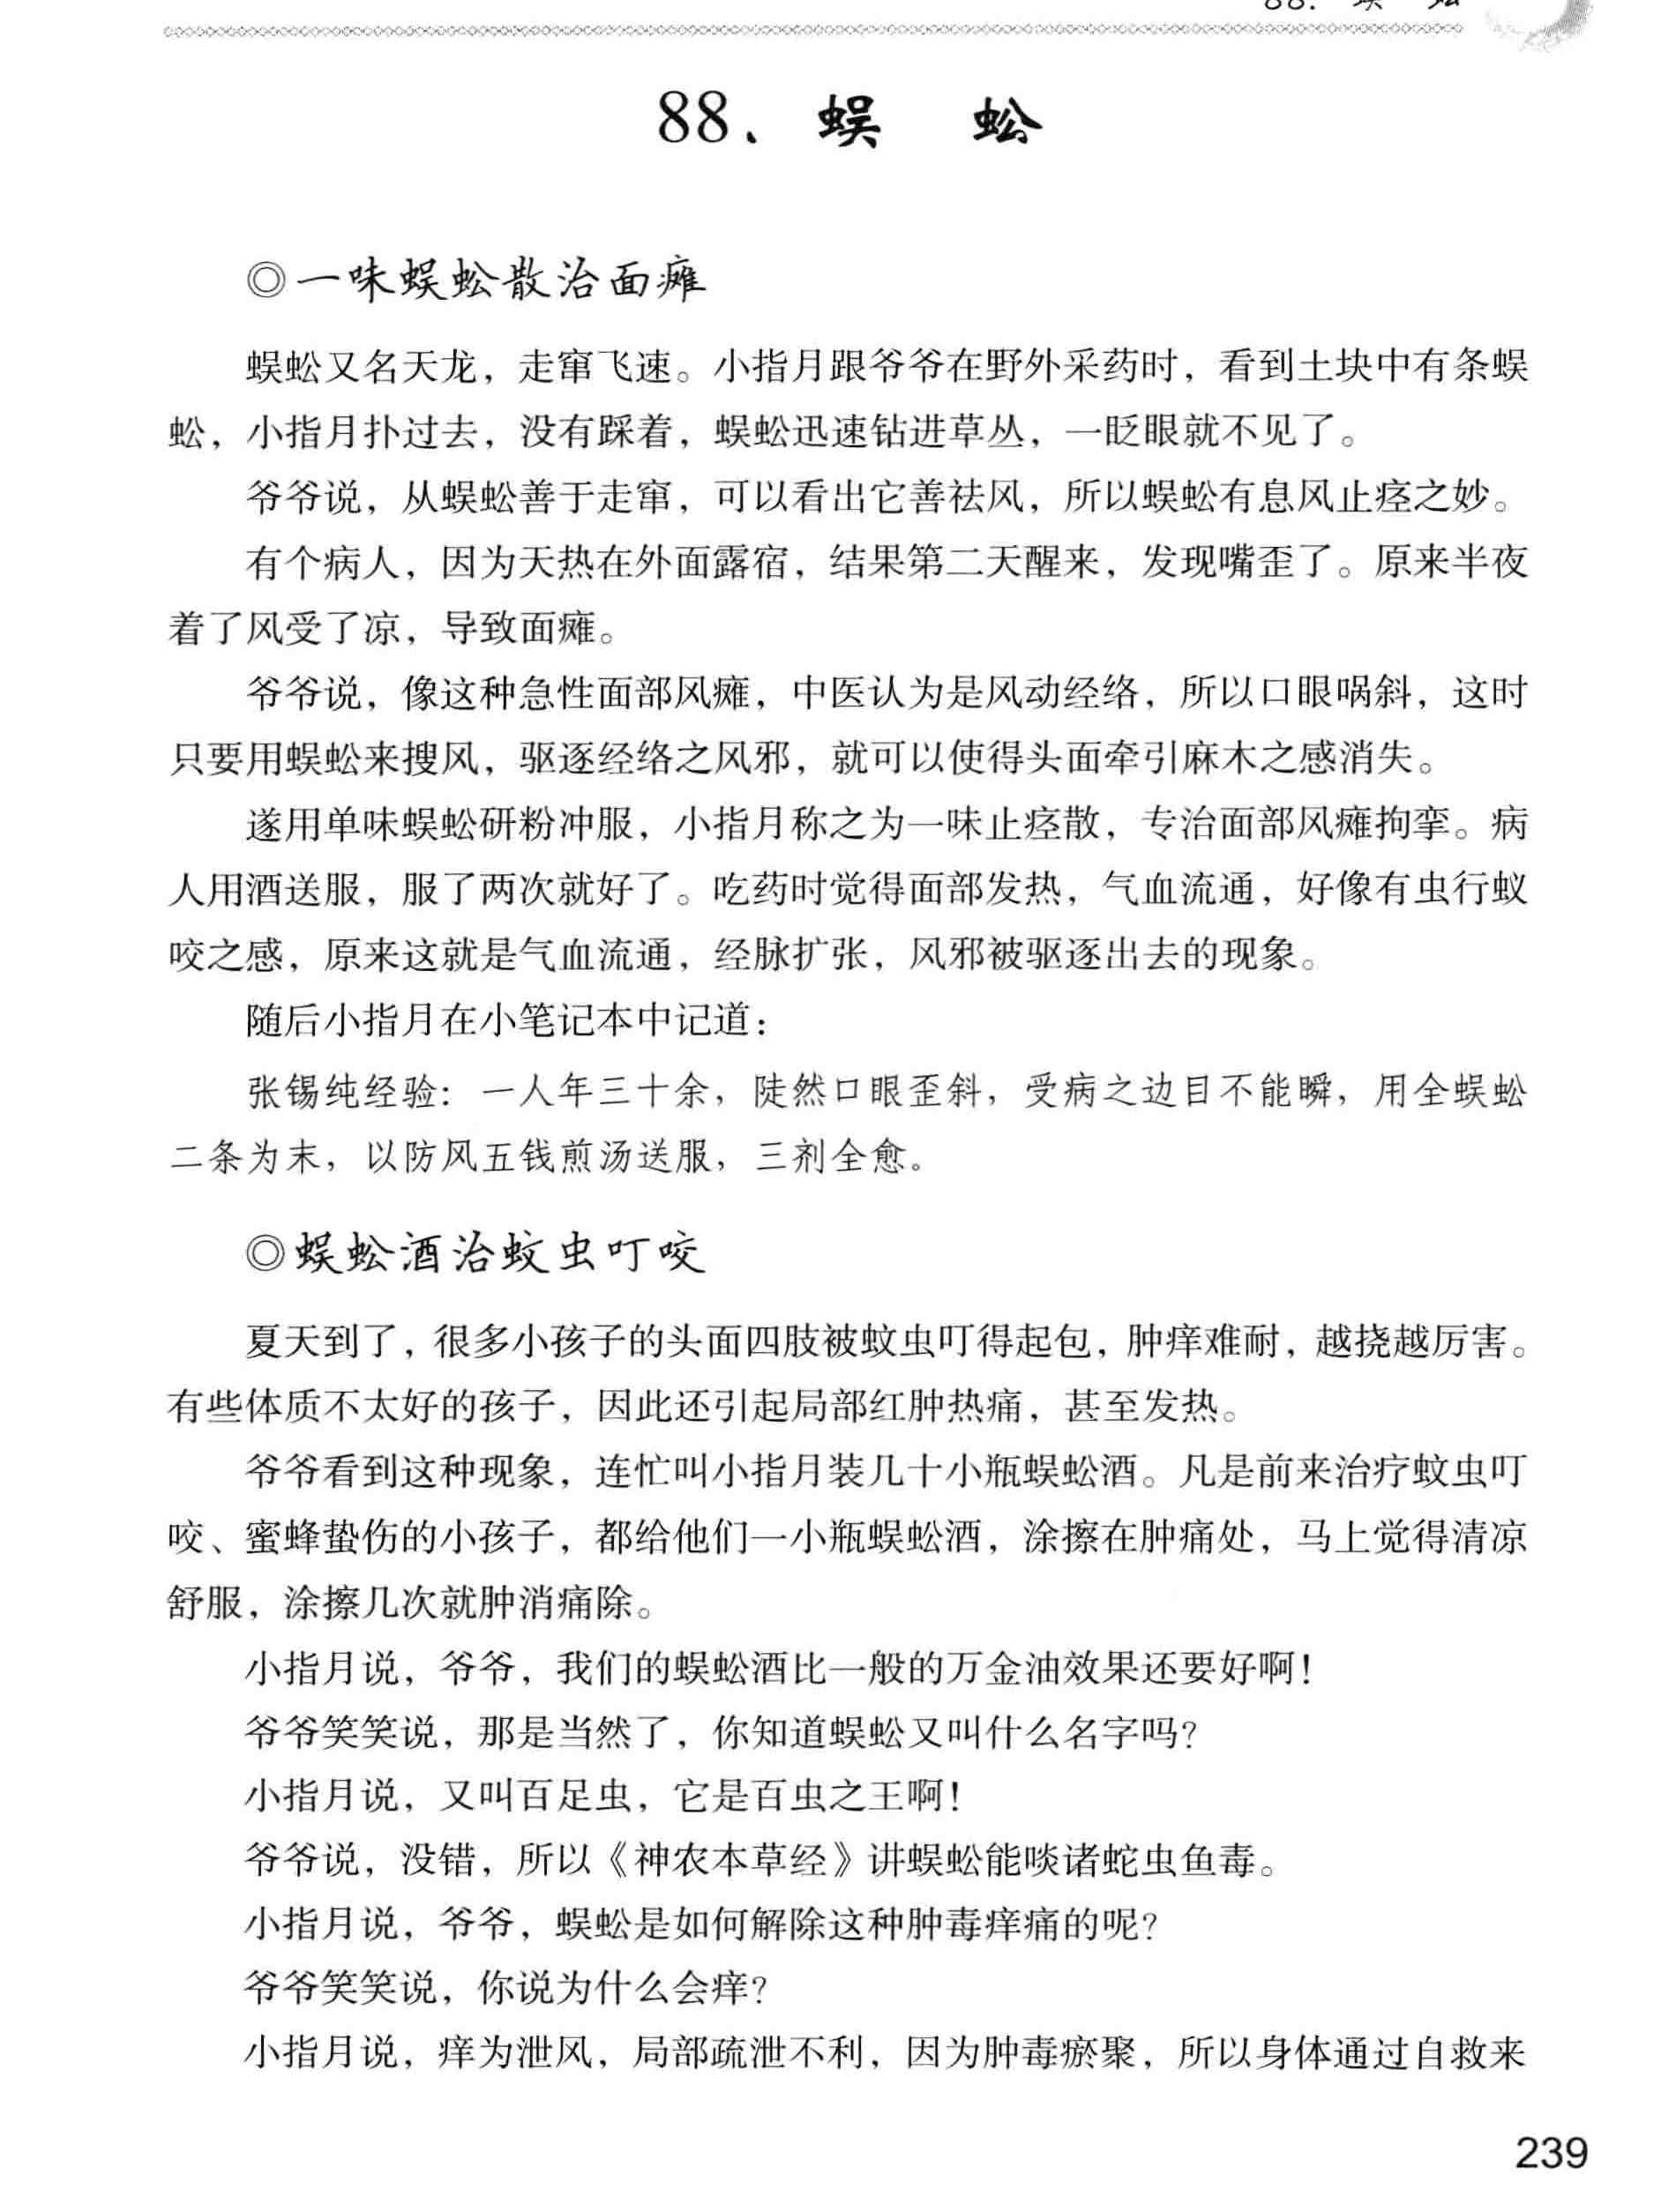 88. 蜈 蚣
88. 蜈 蚣
◎一味蜈蚣散治面瘫
蜈蚣又名天龙，走窜飞速。小指月跟爷爷在野外采药时，看到土块中有条蜈
蚣，小指月扑过去，没有踩着，蜈蚣迅速钻进草丛，一眨眼就不见了。
爷爷说，从蜈蚣善于走窜，可以看出它善祛风，所以蜈蚣有息风止痉之妙。
有个病人，因为天热在外面露宿，结果第二天醒来，发现嘴歪了。原来半夜
着了风受了凉，导致面瘫。
爷爷说，像这种急性面部风瘫，中医认为是风动经络，所以口眼㖞斜，这时
只要用蜈蚣来搜风，驱逐经络之风邪，就可以使得头面牵引麻木之感消失。
遂用单味蜈蚣研粉冲服，小指月称之为一味止痉散，专治面部风瘫拘挛。病
人用酒送服，服了两次就好了。吃药时觉得面部发热，气血流通，好像有虫行蚁
咬之感，原来这就是气血流通，经脉扩张，风邪被驱逐出去的现象。
随后小指月在小笔记本中记道：
张锡纯经验：一人年三十余，陡然口眼歪斜，受病之边目不能瞬，用全蜈蚣
二条为末，以防风五钱煎汤送服，三剂全愈。
◎蜈蚣酒治蚊虫叮咬
夏天到了，很多小孩子的头面四肢被蚊虫叮得起包，肿痒难耐，越挠越厉害。
有些体质不太好的孩子，因此还引起局部红肿热痛，甚至发热。
爷爷看到这种现象，连忙叫小指月装几十小瓶蜈蚣酒。凡是前来治疗蚊虫叮
咬、蜜蜂蛰伤的小孩子，都给他们一小瓶蜈蚣酒，涂擦在肿痛处，马上觉得清凉
舒服，涂擦几次就肿消痛除。
小指月说，爷爷，我们的蜈蚣酒比一般的万金油效果还要好啊！
爷爷笑笑说，那是当然了，你知道蜈蚣又叫什么名字吗？
小指月说，又叫百足虫，它是百虫之王啊！
爷爷说，没错，所以《神农本草经》讲蜈蚣能啖诸蛇虫鱼毒。
小指月说，爷爷，蜈蚣是如何解除这种肿毒痒痛的呢？
爷爷笑笑说，你说为什么会痒？
小指月说，痒为泄风，局部疏泄不利，因为肿毒瘀聚，所以身体通过自救来
239